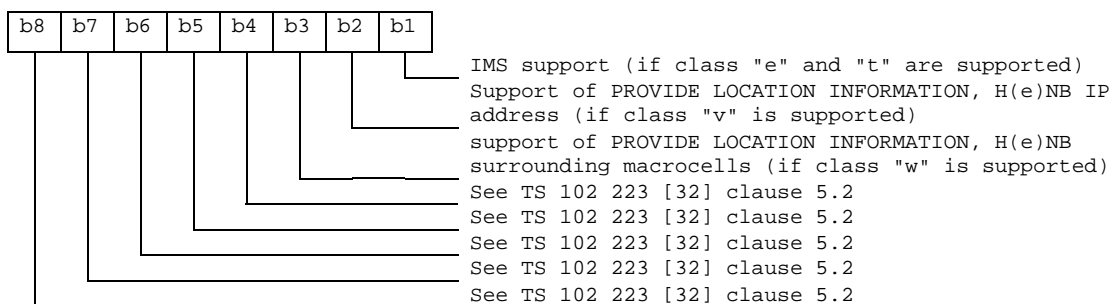 b8 b7 b6 b5 b4 b3 b2 b1
IMS support (if class "e" and "t" are supported)
Support of PROVIDE LOCATION INFORMATION, H(e)NB IP
address (if class "v" is supported)
support of PROVIDE LOCATION INFORMATION, H(e)NB
surrounding macrocells (if class "w" is supported)
See TS 102 223 [32] clause 5.2
See TS 102 223 [32] clause 5.2
See TS 102 223 [32] clause 5.2
See TS 102 223 [32] clause 5.2
See TS 102 223 [32] clause 5.2